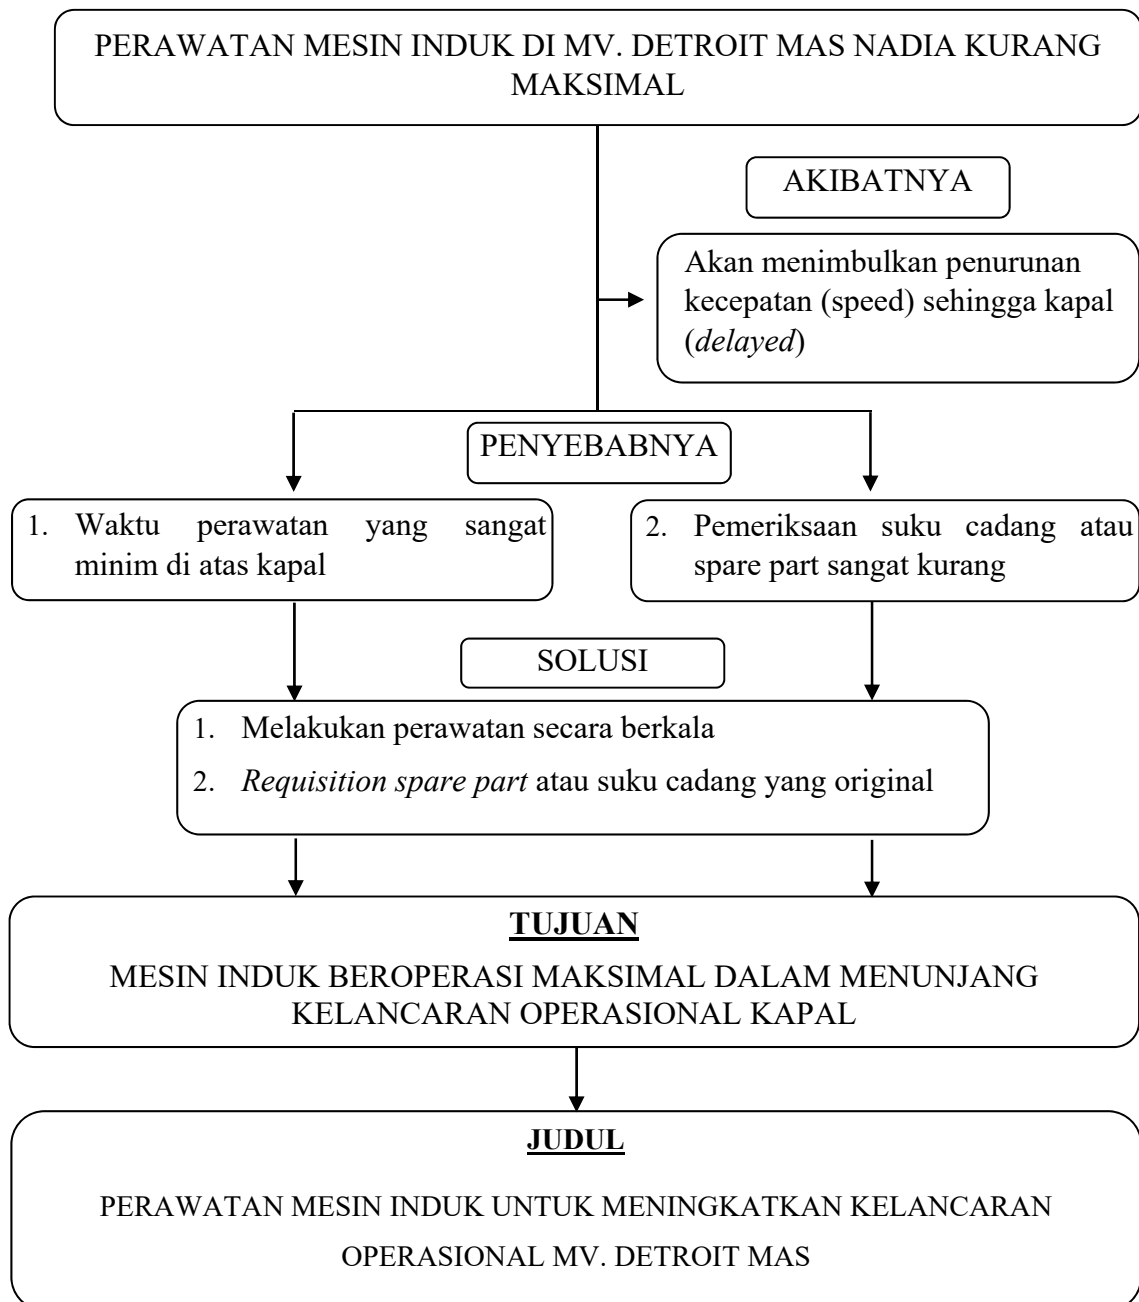 PERAWATAN MESIN INDUK DI MV. DETROIT MAS NADIA KURANG
MAKSIMAL
AKIBATNYA
Akan menimbulkan penurunan
kecepatan (speed) sehingga kapal
(delayed)
PENYEBABNYA
1. Waktu perawatan yang sangat
minim di atas kapal
2. Pemeriksaan suku cadang atau
spare part sangat kurang
SOLUSI
1. Melakukan perawatan secara berkala
2. Requisition spare part atau suku cadang yang original
TUJUAN
MESIN INDUK BEROPERASI MAKSIMAL DALAM MENUNJANG
KELANCARAN OPERASIONAL KAPAL
JUDUL
PERAWATAN MESIN INDUK UNTUK MENINGKATKAN KELANCARAN
OPERASIONAL MV. DETROIT MAS